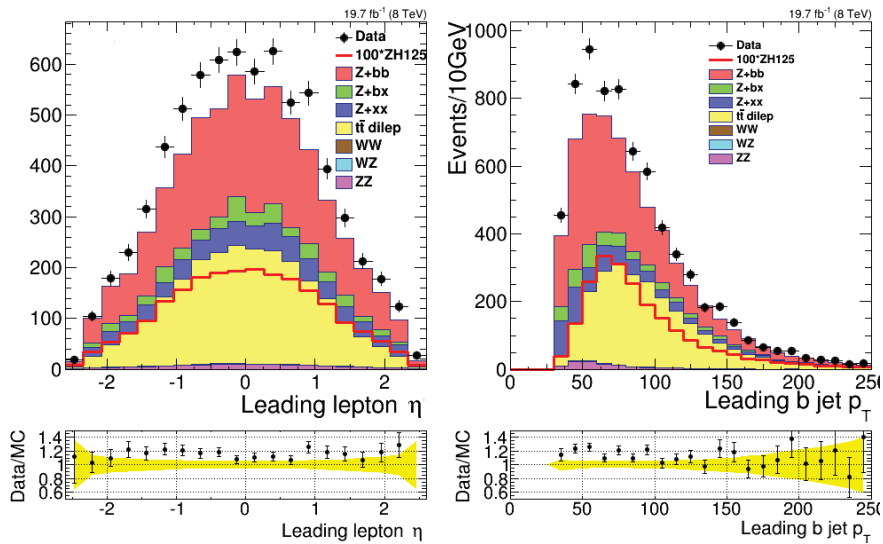 19.7 fb⁻¹ (8 TeV)
600
500
400
300
200
100
0
-2 -1 0 1 2
Leading lepton η
Data
100*ZH125
Z+bb
Z+bx
Z+xx
tt̄ dilep
WW
WZ
ZZ
Data/MC
1.4
1.2
1
0.8
0.6
-2 -1 0 1 2
Leading lepton η
19.7 fb⁻¹ (8 TeV)
Events/10GeV
1000
800
600
400
200
0
0 50 100 150 200 250
Leading b jet p_T
Data
100*ZH125
Z+bb
Z+bx
Z+xx
tt̄ dilep
WW
WZ
ZZ
Data/MC
1.4
1.2
1
0.8
0.6
0 50 100 150 200 250
Leading b jet p_T